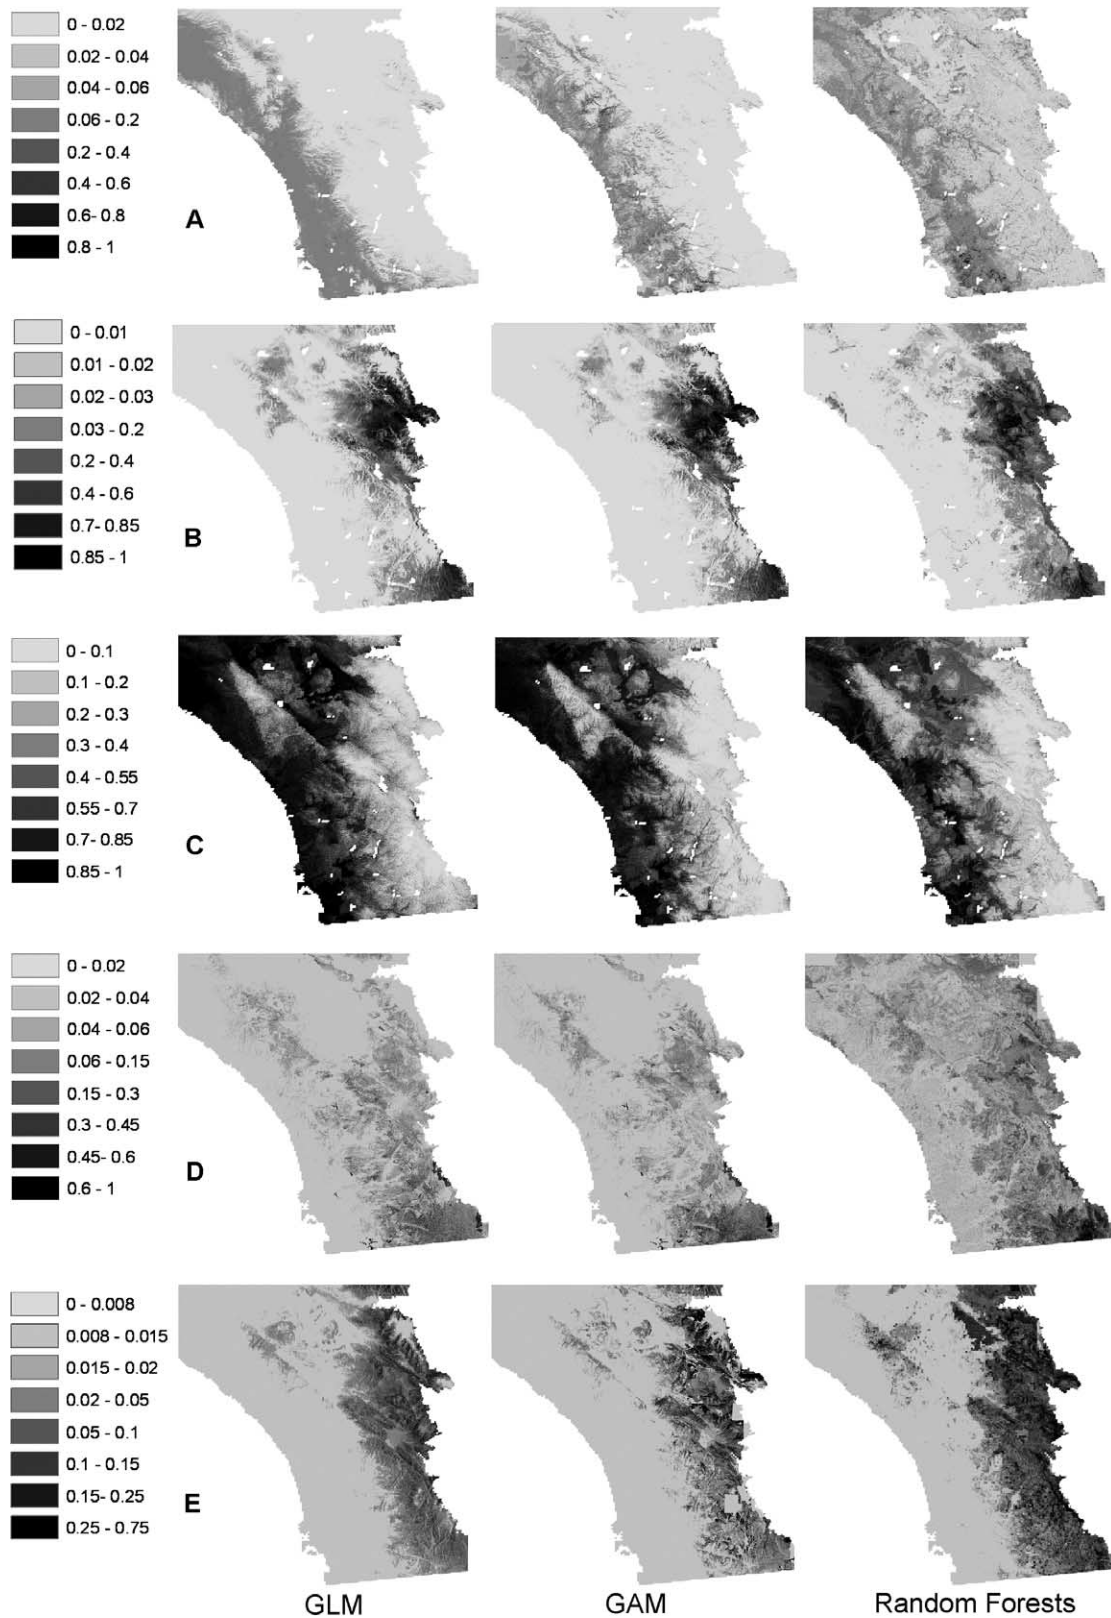 0 - 0.02
0.02 - 0.04
0.04 - 0.06
0.06 - 0.2
0.2 - 0.4
0.4 - 0.6
0.6- 0.8
0.8 - 1
A
0 - 0.01
0.01 - 0.02
0.02 - 0.03
0.03 - 0.2
0.2 - 0.4
0.4 - 0.6
0.7- 0.85
0.85 - 1
B
0 - 0.1
0.1 - 0.2
0.2 - 0.3
0.3 - 0.4
0.4 - 0.55
0.55 - 0.7
0.7- 0.85
0.85 - 1
C
0 - 0.02
0.02 - 0.04
0.04 - 0.06
0.06 - 0.15
0.15 - 0.3
0.3 - 0.45
0.45- 0.6
0.6 - 1
D
0 - 0.008
0.008 - 0.015
0.015 - 0.02
0.02 - 0.05
0.05 - 0.1
0.1 - 0.15
0.15- 0.25
0.25 - 0.75
E
GLM GAM Random Forests